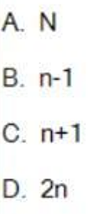 A. N
B. n-1
C. n+1
D. 2n